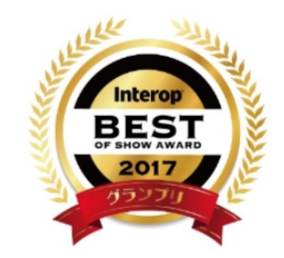 Interop®
BEST
OF SHOW AWARD
2017
グランプリ